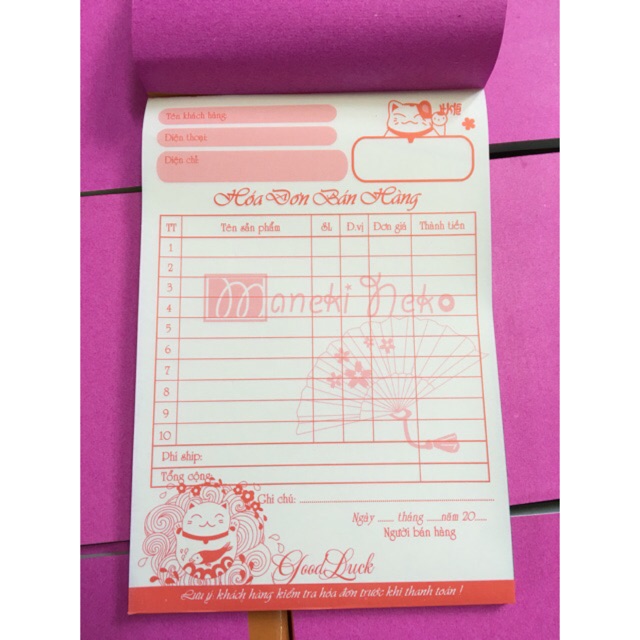 Tên khách hàng:
Điện thoại:
Điện chỉ:
Hóa Đơn Bán Hàng
TT Tên sản phẩm SL Đ.vị Đơn giá Thành tiền
1
2
3
4
5
6
7
8
9
10
Maneki Neko
Phí ship:
Tổng cộng:
Ghi chú:
Ngày ...... tháng ......năm 20......
Người bán hàng
Good Luck
Lưu ý: khách hàng kiểm tra hóa đơn trước khi thanh toán !